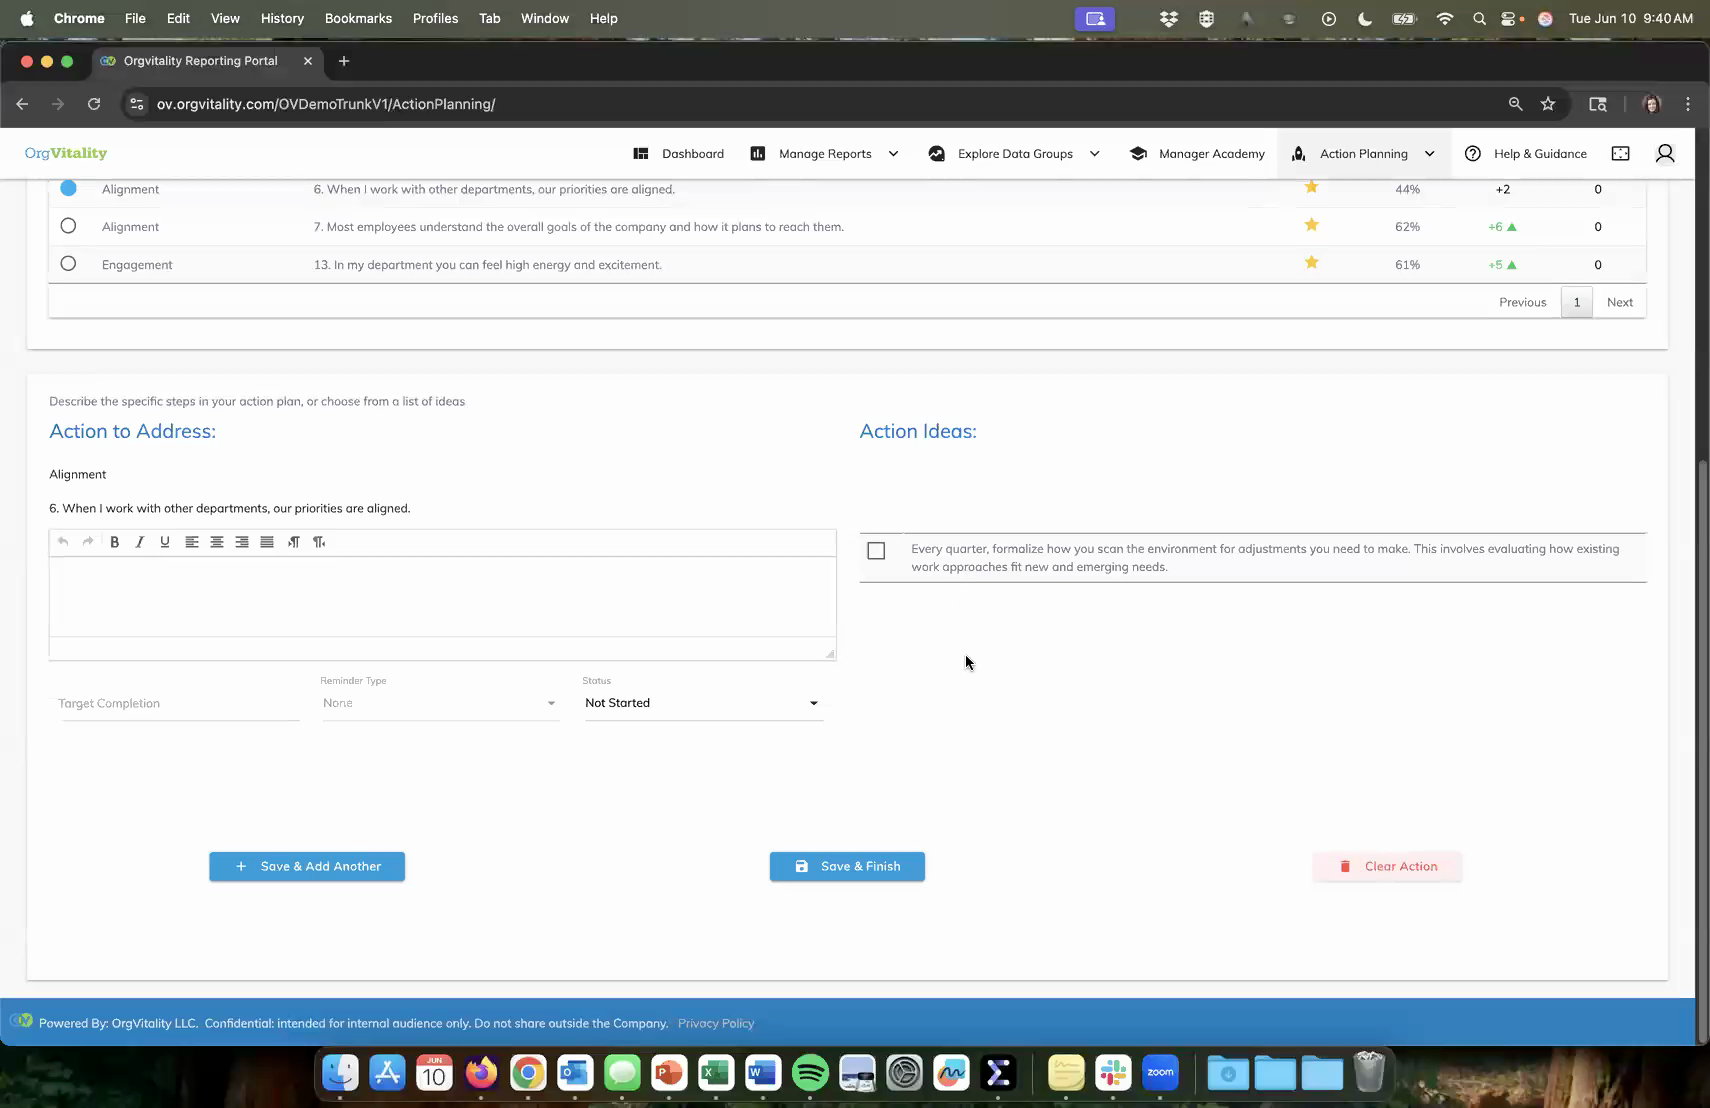 Chrome File Edit View History Bookmarks Profiles Tab Window Help Tue Jun 10 9:40 AM
Orgvitality Reporting Portal
ov.orgvitality.com/OVDemoTrunkV1/ActionPlanning/
OrgVitality Dashboard Manage Reports Explore Data Groups Manager Academy Action Planning Help & Guidance
Alignment 6. When I work with other departments, our priorities are aligned. 44% +2 0
Alignment 7. Most employees understand the overall goals of the company and how it plans to reach them. 62% +6 ▲ 0
Engagement 13. In my department you can feel high energy and excitement. 61% +5 ▲ 0
Previous 1 Next
Describe the specific steps in your action plan, or choose from a list of ideas
Action to Address: Action Ideas:
Alignment
6. When I work with other departments, our priorities are aligned.
B I U
Every quarter, formalize how you scan the environment for adjustments you need to make. This involves evaluating how existing
work approaches fit new and emerging needs.
Reminder Type Status
Target Completion None Not Started
+ Save & Add Another Save & Finish Clear Action
Powered By: OrgVitality LLC. Confidential: intended for internal audience only. Do not share outside the Company. Privacy Policy
JUN
10
zoom